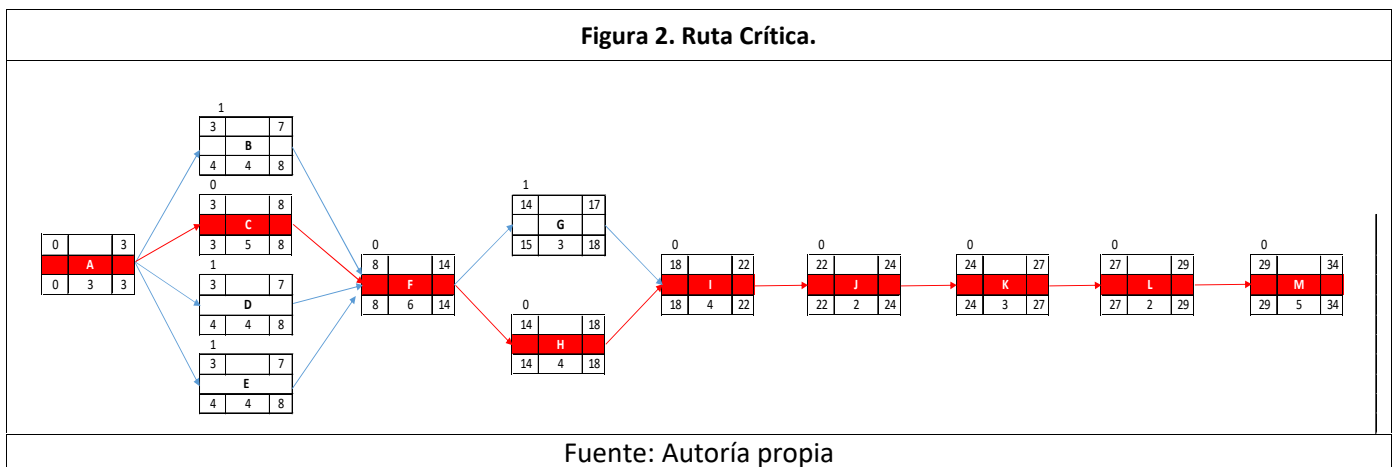 Figura 2. Ruta Crítica.
1
3 7
B
4 4 8
0
3 8
C
3 5 8
0 3
A
0 3 3
1
3 7
D
4 4 8
1
3 7
E
4 4 8
0
8 14
F
8 6 14
1
14 17
G
15 3 18
0
14 18
H
14 4 18
0
18 22
I
18 4 22
0
22 24
J
22 2 24
0
24 27
K
24 3 27
0
27 29
L
27 2 29
0
29 34
M
29 5 34
Fuente: Autoría propia